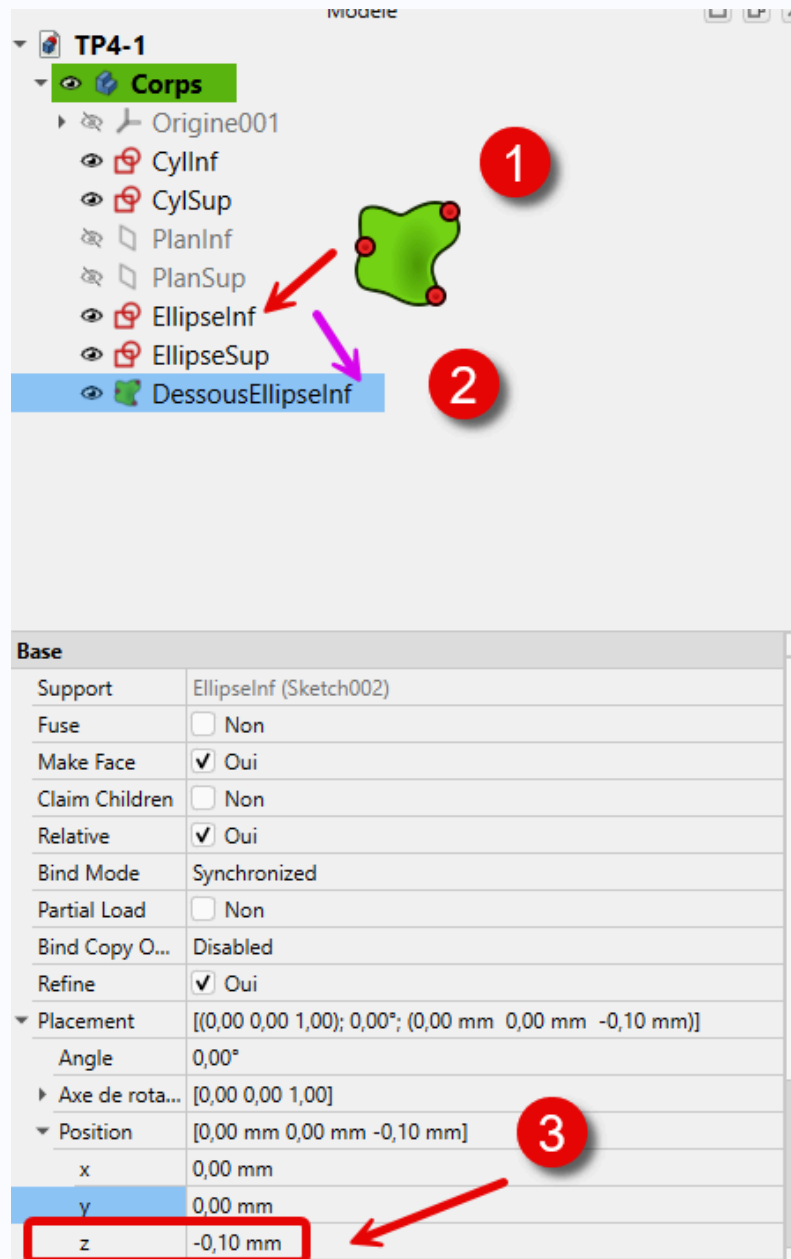 Modèle
TP4-1
Corps
Origine001
CylInf
1
CylSup
PlanInf
PlanSup
EllipseInf
EllipseSup
2
DessousEllipseInf
Base
Support EllipseInf (Sketch002)
Fuse Non
Make Face Oui
Claim Children Non
Relative Oui
Bind Mode Synchronized
Partial Load Non
Bind Copy O... Disabled
Refine Oui
Placement [(0,00 0,00 1,00); 0,00°; (0,00 mm 0,00 mm -0,10 mm)]
Angle 0,00°
Axe de rota... [0,00 0,00 1,00]
Position [0,00 mm 0,00 mm -0,10 mm]
3
x 0,00 mm
y 0,00 mm
z -0,10 mm